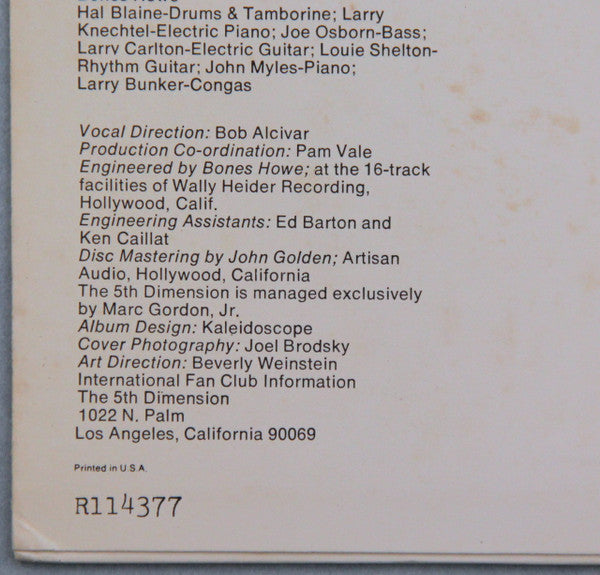 Hal Blaine-Drums & Tamborine; Larry
Knechtel-Electric Piano; Joe Osborn-Bass;
Larry Carlton-Electric Guitar; Louie Shelton-
Rhythm Guitar; John Myles-Piano;
Larry Bunker-Congas
Vocal Direction: Bob Alcivar
Production Co-ordination: Pam Vale
Engineered by Bones Howe; at the 16-track
facilities of Wally Heider Recording,
Hollywood, Calif.
Engineering Assistants: Ed Barton and
Ken Caillat
Disc Mastering by John Golden; Artisan
Audio, Hollywood, California
The 5th Dimension is managed exclusively
by Marc Gordon, Jr.
Album Design: Kaleidoscope
Cover Photography: Joel Brodsky
Art Direction: Beverly Weinstein
International Fan Club Information
The 5th Dimension
1022 N. Palm
Los Angeles, California 90069
Printed in U.S.A.
R114377